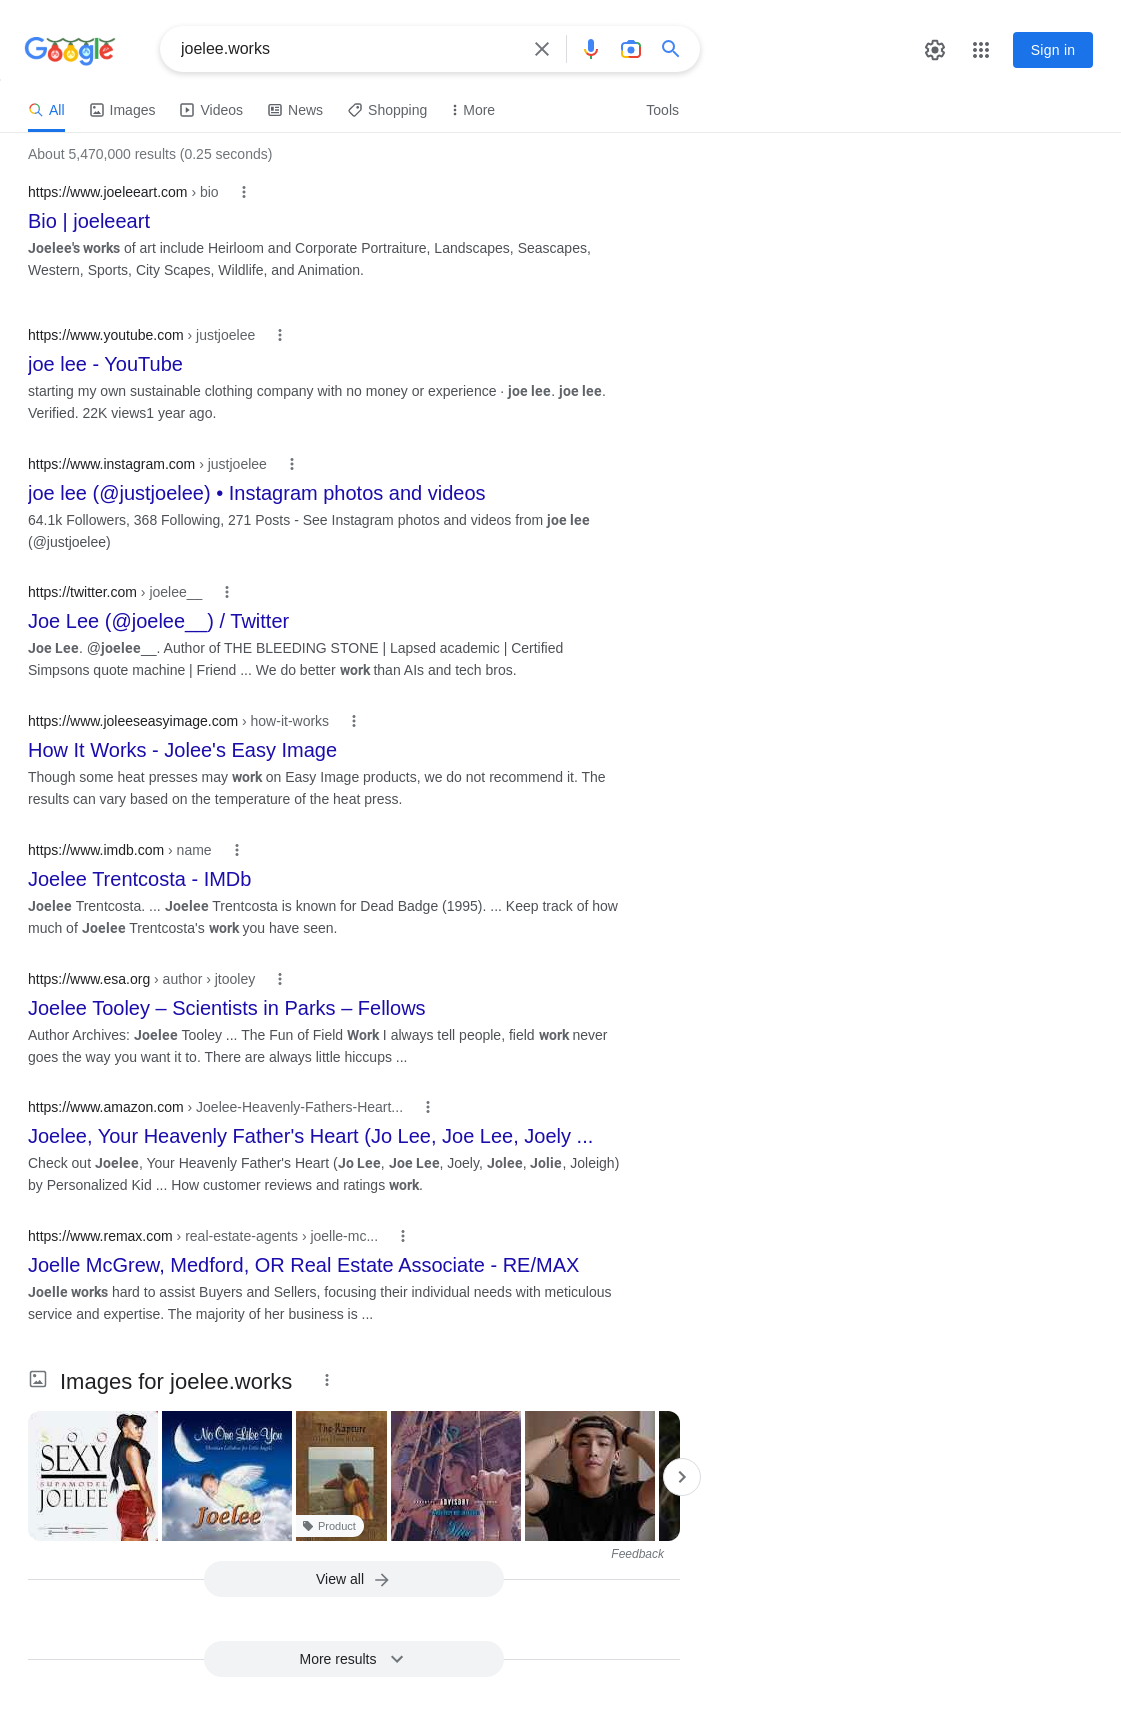 Google
joelee.works
Sign in
All Images Videos News Shopping More Tools
About 5,470,000 results (0.25 seconds)
https://www.joeleeart.com › bio
Bio | joeleeart
Joelee's works of art include Heirloom and Corporate Portraiture, Landscapes, Seascapes,
Western, Sports, City Scapes, Wildlife, and Animation.
https://www.youtube.com › justjoelee
joe lee - YouTube
starting my own sustainable clothing company with no money or experience · joe lee. joe lee.
Verified. 22K views1 year ago.
https://www.instagram.com › justjoelee
joe lee (@justjoelee) • Instagram photos and videos
64.1k Followers, 368 Following, 271 Posts - See Instagram photos and videos from joe lee
(@justjoelee)
https://twitter.com › joelee__
Joe Lee (@joelee__) / Twitter
Joe Lee. @joelee__. Author of THE BLEEDING STONE | Lapsed academic | Certified
Simpsons quote machine | Friend ... We do better work than AIs and tech bros.
https://www.joleeseasyimage.com › how-it-works
How It Works - Jolee's Easy Image
Though some heat presses may work on Easy Image products, we do not recommend it. The
results can vary based on the temperature of the heat press.
https://www.imdb.com › name
Joelee Trentcosta - IMDb
Joelee Trentcosta. ... Joelee Trentcosta is known for Dead Badge (1995). ... Keep track of how
much of Joelee Trentcosta's work you have seen.
https://www.esa.org › author › jtooley
Joelee Tooley – Scientists in Parks – Fellows
Author Archives: Joelee Tooley ... The Fun of Field Work I always tell people, field work never
goes the way you want it to. There are always little hiccups ...
https://www.amazon.com › Joelee-Heavenly-Fathers-Heart...
Joelee, Your Heavenly Father's Heart (Jo Lee, Joe Lee, Joely ...
Check out Joelee, Your Heavenly Father's Heart (Jo Lee, Joe Lee, Joely, Jolee, Jolie, Joleigh)
by Personalized Kid ... How customer reviews and ratings work.
https://www.remax.com › real-estate-agents › joelle-mc...
Joelle McGrew, Medford, OR Real Estate Associate - RE/MAX
Joelle works hard to assist Buyers and Sellers, focusing their individual needs with meticulous
service and expertise. The majority of her business is ...
Images for joelee.works
SOO
SEXY
SUPAMODEL
JOELEE
No One Like You
Joelee
The Rapture
Product
ADVISORY
Feedback
View all
More results